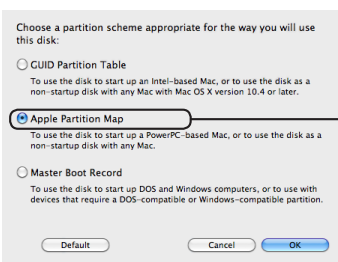 Choose a partition scheme appropriate for the way you will use
this disk:
GUID Partition Table
To use the disk to start up an Intel-based Mac, or to use the disk as a
non-startup disk with any Mac with Mac OS X version 10.4 or later.
Apple Partition Map
To use the disk to start up a PowerPC-based Mac, or to use the disk as a
non-startup disk with any Mac.
Master Boot Record
To use the disk to start up DOS and Windows computers, or to use with
devices that require a DOS-compatible or Windows-compatible partition.
Default Cancel OK